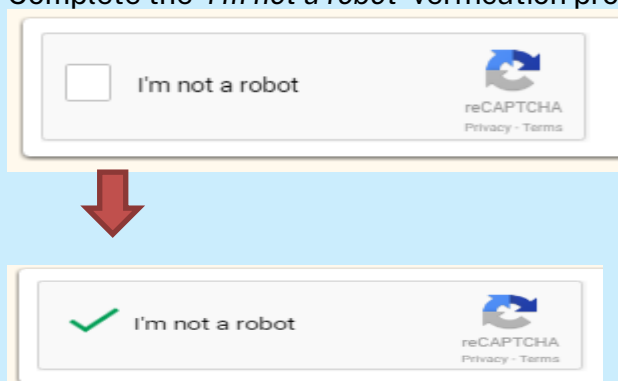 Complete the "I'm not a robot" verification pro
I'm not a robot
reCAPTCHA
Privacy - Terms
I'm not a robot
reCAPTCHA
Privacy - Terms